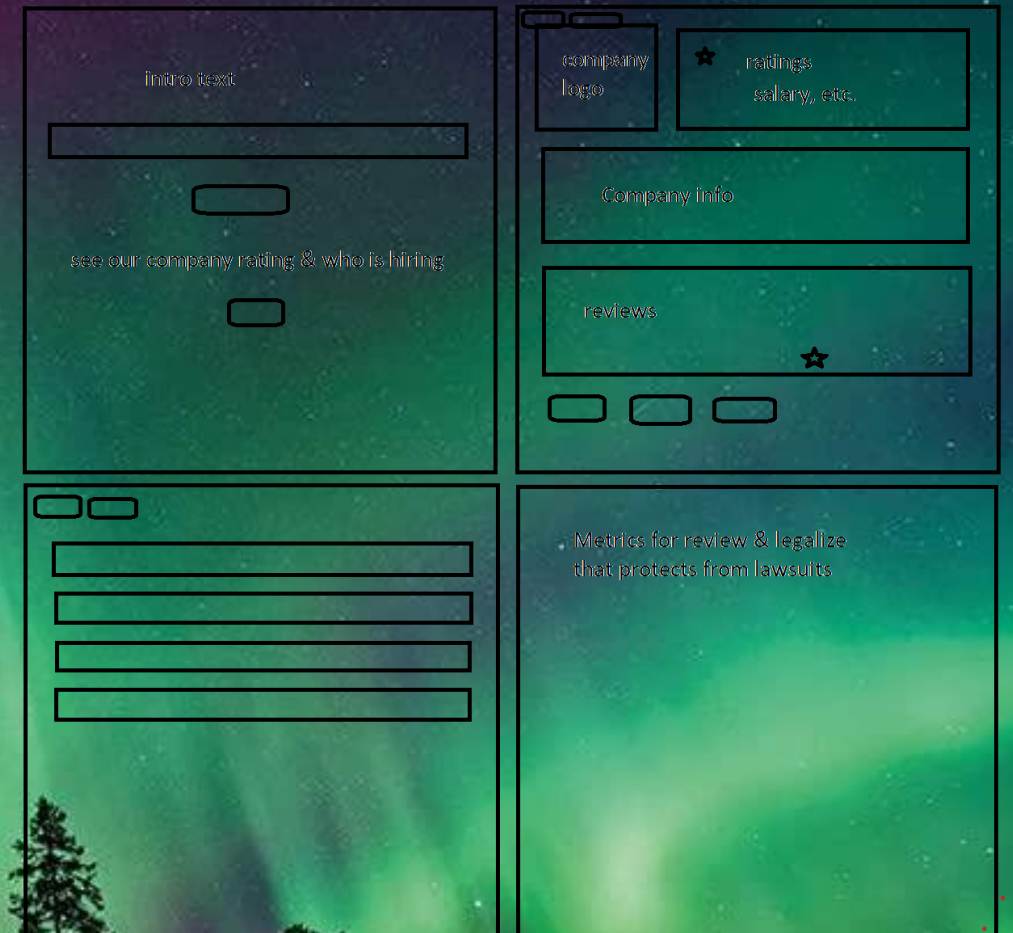 intro text
see our company rating & who is hiring
company
logo
ratings
salary, etc.
Company info
reviews
Metrics for review & legalize
that protects from lawsuits